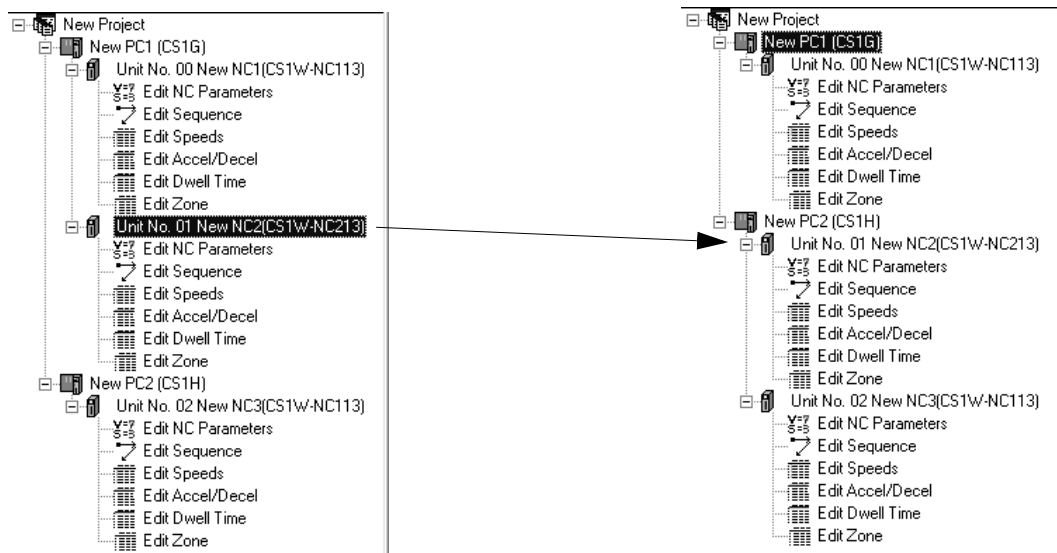 New Project
New PC1 (CS1G)
Unit No. 00 New NC1(CS1W-NC113)
Edit NC Parameters
Edit Sequence
Edit Speeds
Edit Accel/Decel
Edit Dwell Time
Edit Zone
Unit No. 01 New NC2(CS1W-NC213)
Edit NC Parameters
Edit Sequence
Edit Speeds
Edit Accel/Decel
Edit Dwell Time
Edit Zone
New PC2 (CS1H)
Unit No. 02 New NC3(CS1W-NC113)
Edit NC Parameters
Edit Sequence
Edit Speeds
Edit Accel/Decel
Edit Dwell Time
Edit Zone
New Project
New PC1 (CS1G)
Unit No. 00 New NC1(CS1W-NC113)
Edit NC Parameters
Edit Sequence
Edit Speeds
Edit Accel/Decel
Edit Dwell Time
Edit Zone
New PC2 (CS1H)
Unit No. 01 New NC2(CS1W-NC213)
Edit NC Parameters
Edit Sequence
Edit Speeds
Edit Accel/Decel
Edit Dwell Time
Edit Zone
Unit No. 02 New NC3(CS1W-NC113)
Edit NC Parameters
Edit Sequence
Edit Speeds
Edit Accel/Decel
Edit Dwell Time
Edit Zone